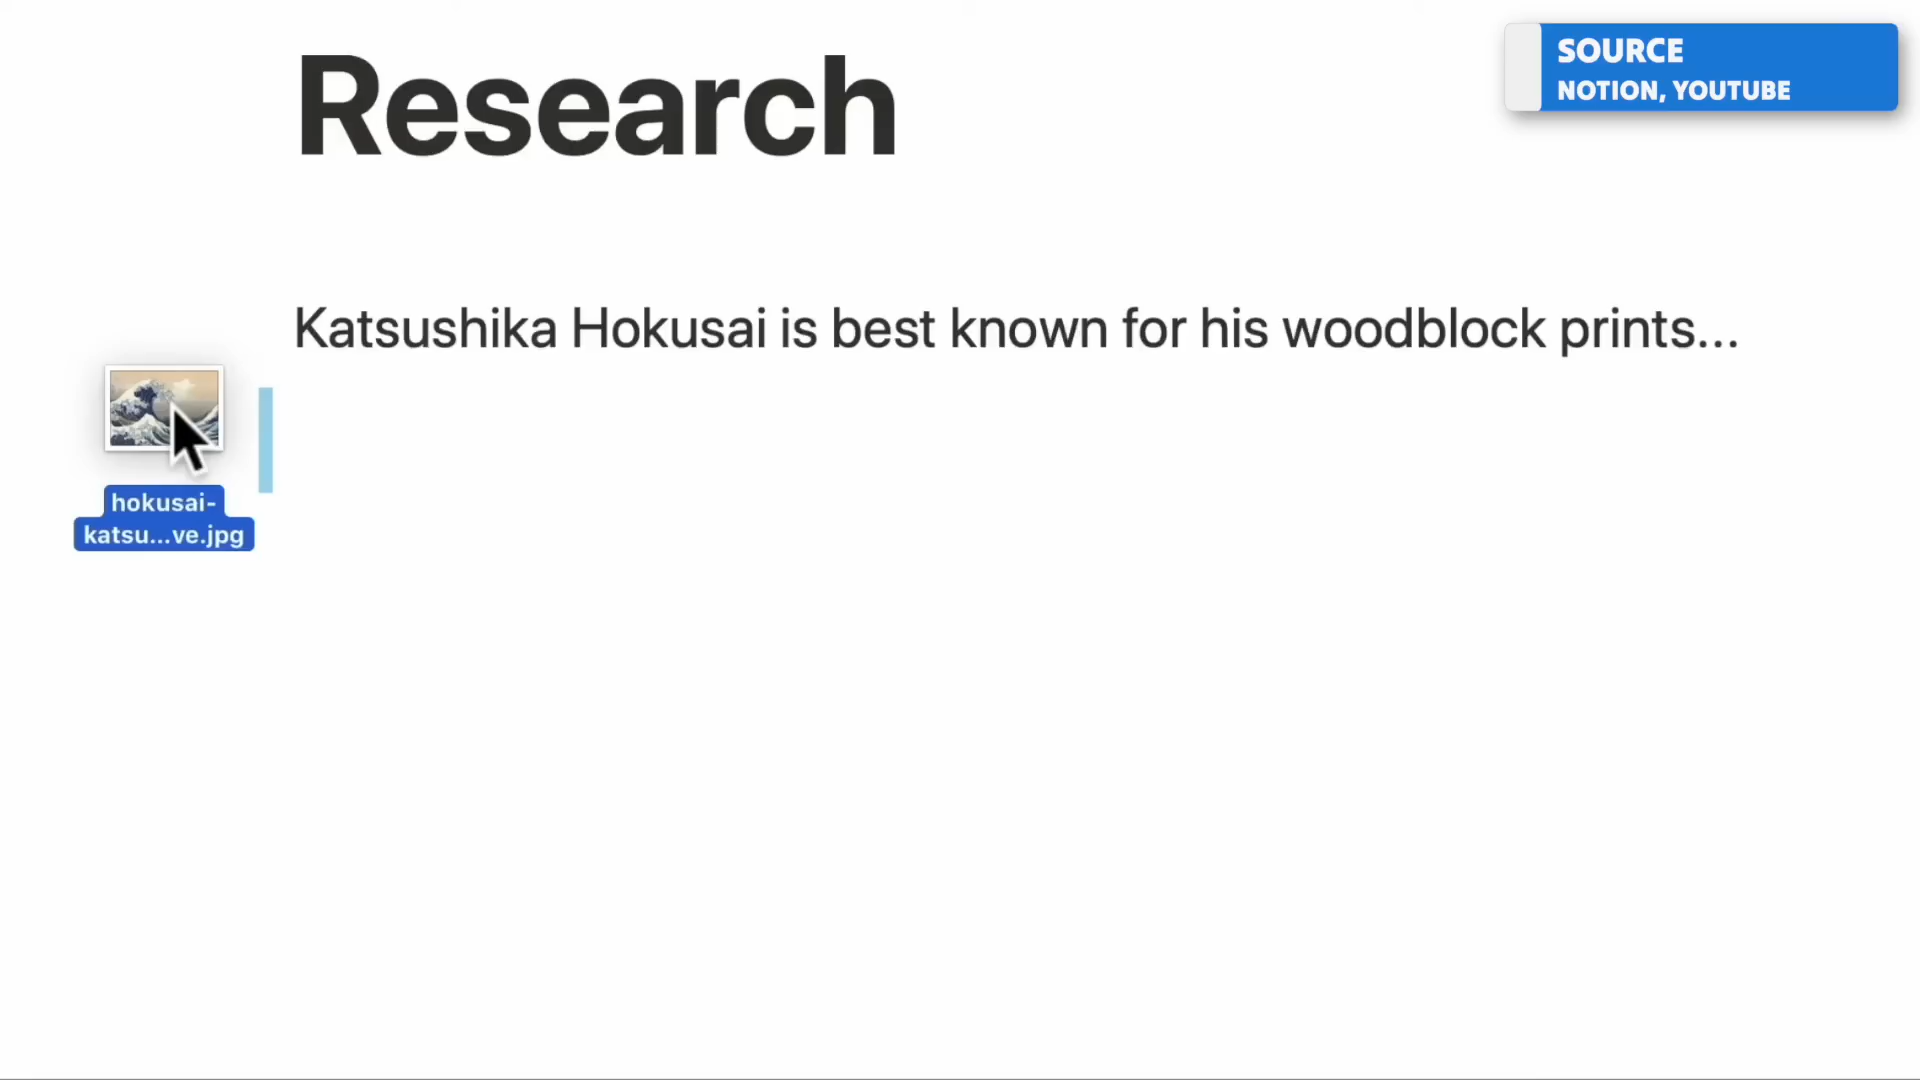 Research
SOURCE
NOTION, YOUTUBE
Katsushika Hokusai is best known for his woodblock prints...
hokusai-
katsu...ve.jpg